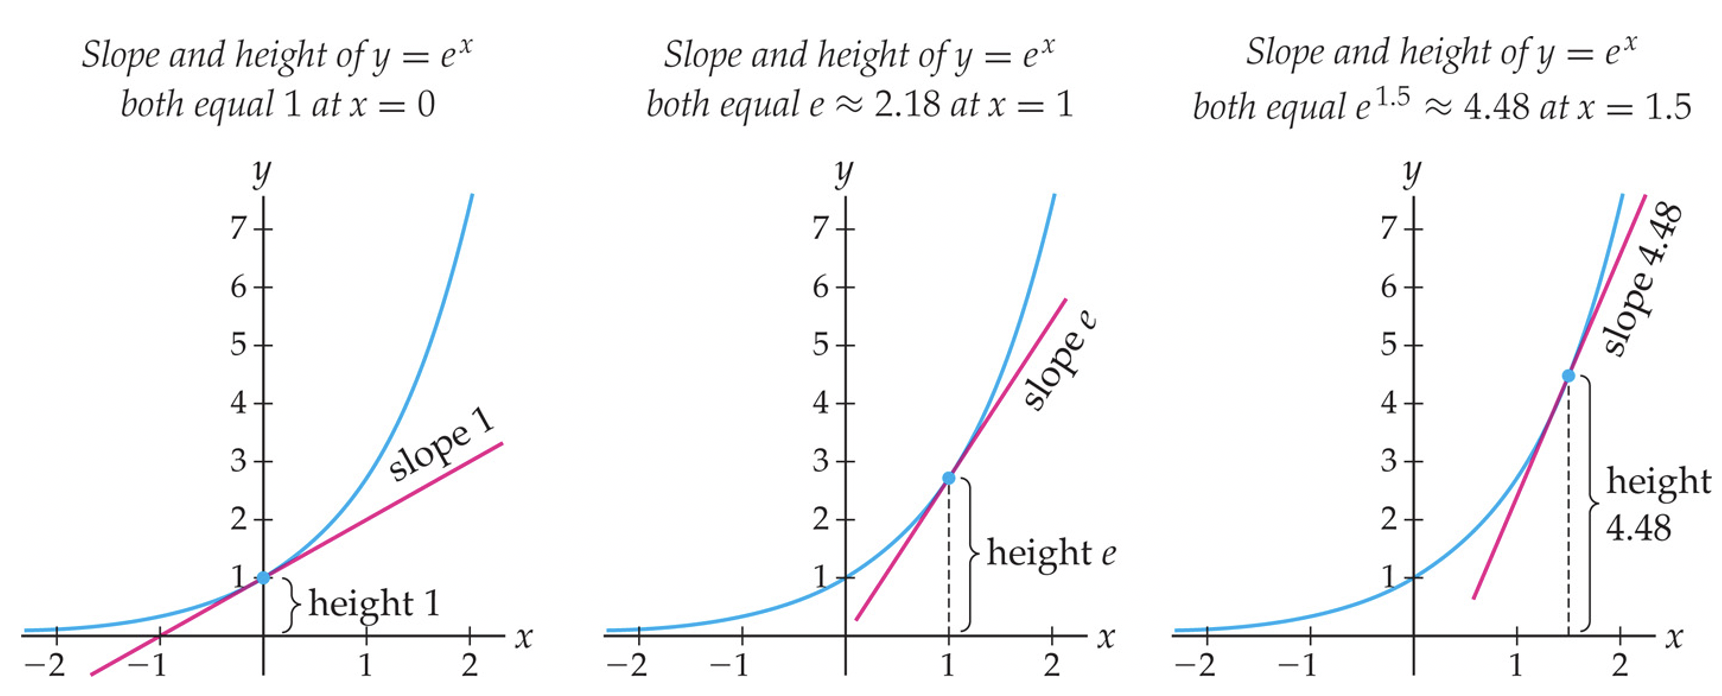 Slope and height of y = eˣ
both equal 1 at x = 0
y
7
6
5
4
3
2
1
slope 1
height 1
−2 −1 1 2 x
Slope and height of y = eˣ
both equal e ≈ 2.18 at x = 1
y
7
6
5
4
3
2
1
slope e
height e
−2 −1 1 2 x
Slope and height of y = eˣ
both equal e¹·⁵ ≈ 4.48 at x = 1.5
y
7
6
5
4
3
2
1
slope 4.48
height
4.48
−2 −1 1 2 x